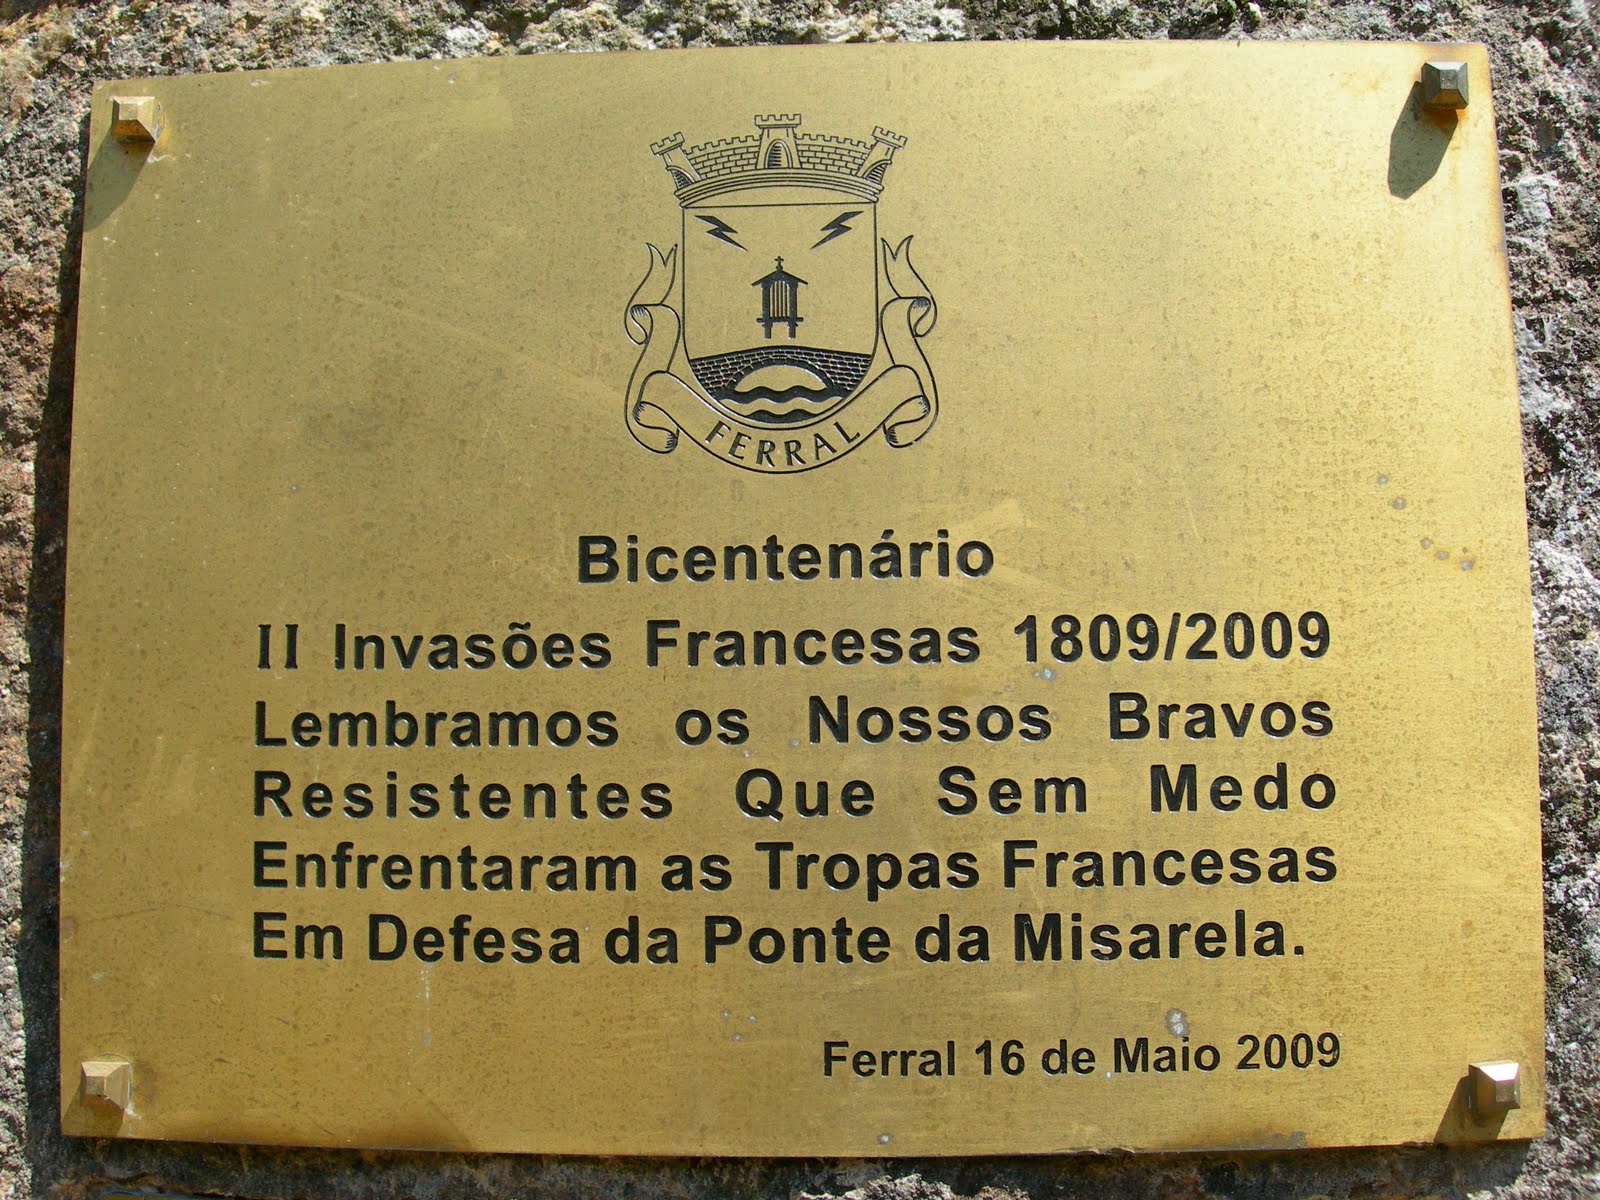 FERRAL
Bicentenário
II Invasões Francesas 1809/2009
Lembramos os Nossos Bravos
Resistentes Que Sem Medo
Enfrentaram as Tropas Francesas
Em Defesa da Ponte da Misarela.
Ferral 16 de Maio 2009